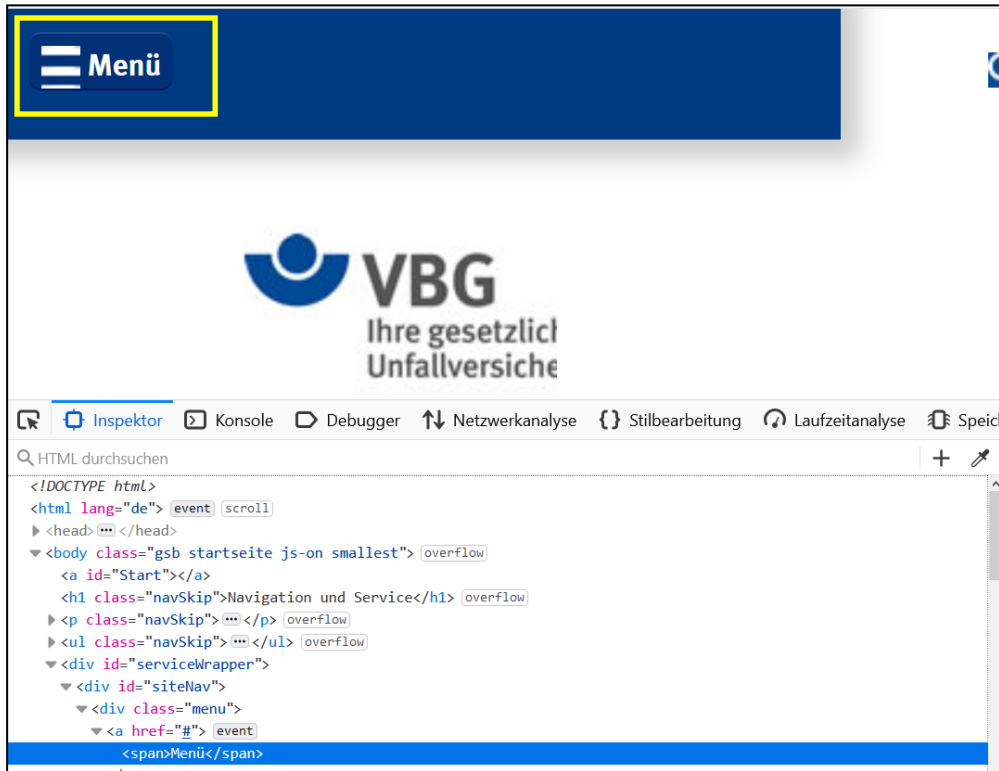 Menü
VBG
Ihre gesetzlich
Unfallversiche
Inspektor Konsole Debugger Netzwerkanalyse {} Stilbearbeitung Laufzeitanalyse Speic
HTML durchsuchen +
<!DOCTYPE html>
<html lang="de"> event scroll
<head> ••• </head>
<body class="gsb startseite js-on smallest"> overflow
<a id="Start"></a>
<h1 class="navSkip">Navigation und Service</h1> overflow
<p class="navSkip"> ••• </p> overflow
<ul class="navSkip"> ••• </ul> overflow
<div id="serviceWrapper">
<div id="siteNav">
<div class="menu">
<a href="#"> event
<span>Menü</span>